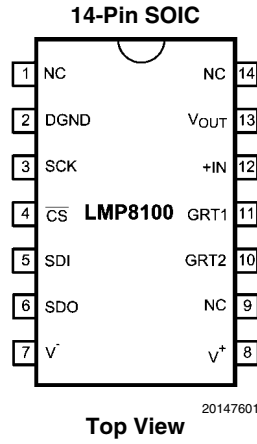 14-Pin SOIC
1 NC NC 14
2 DGND VOUT 13
3 SCK +IN 12
4 C̅S̅ LMP8100 GRT1 11
5 SDI GRT2 10
6 SDO NC 9
7 V⁻ V⁺ 8
20147601
Top View